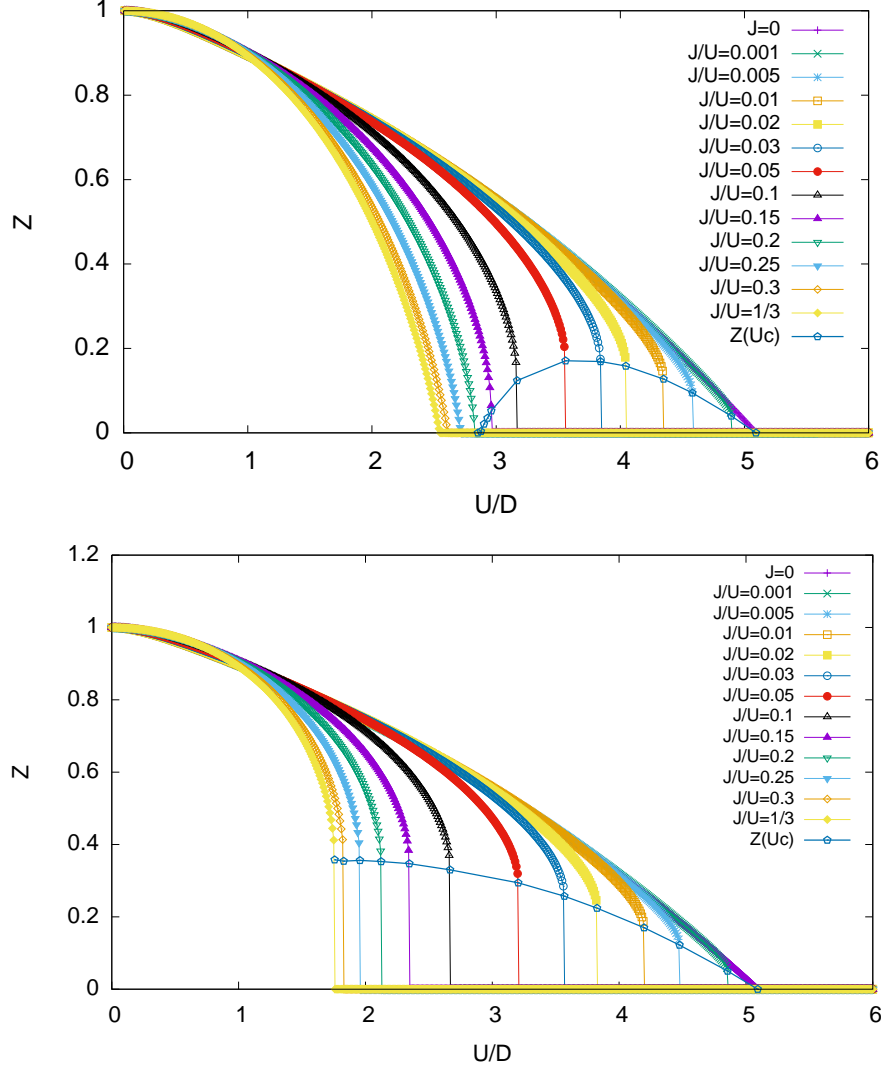 1
0.8
0.6
0.4
0.2
0
Z
0 1 2 3 4 5 6
U/D
J=0
J/U=0.001
J/U=0.005
J/U=0.01
J/U=0.02
J/U=0.03
J/U=0.05
J/U=0.1
J/U=0.15
J/U=0.2
J/U=0.25
J/U=0.3
J/U=1/3
Z(Uc)
1.2
1
0.8
0.6
0.4
0.2
0
Z
0 1 2 3 4 5 6
U/D
J=0
J/U=0.001
J/U=0.005
J/U=0.01
J/U=0.02
J/U=0.03
J/U=0.05
J/U=0.1
J/U=0.15
J/U=0.2
J/U=0.25
J/U=0.3
J/U=1/3
Z(Uc)